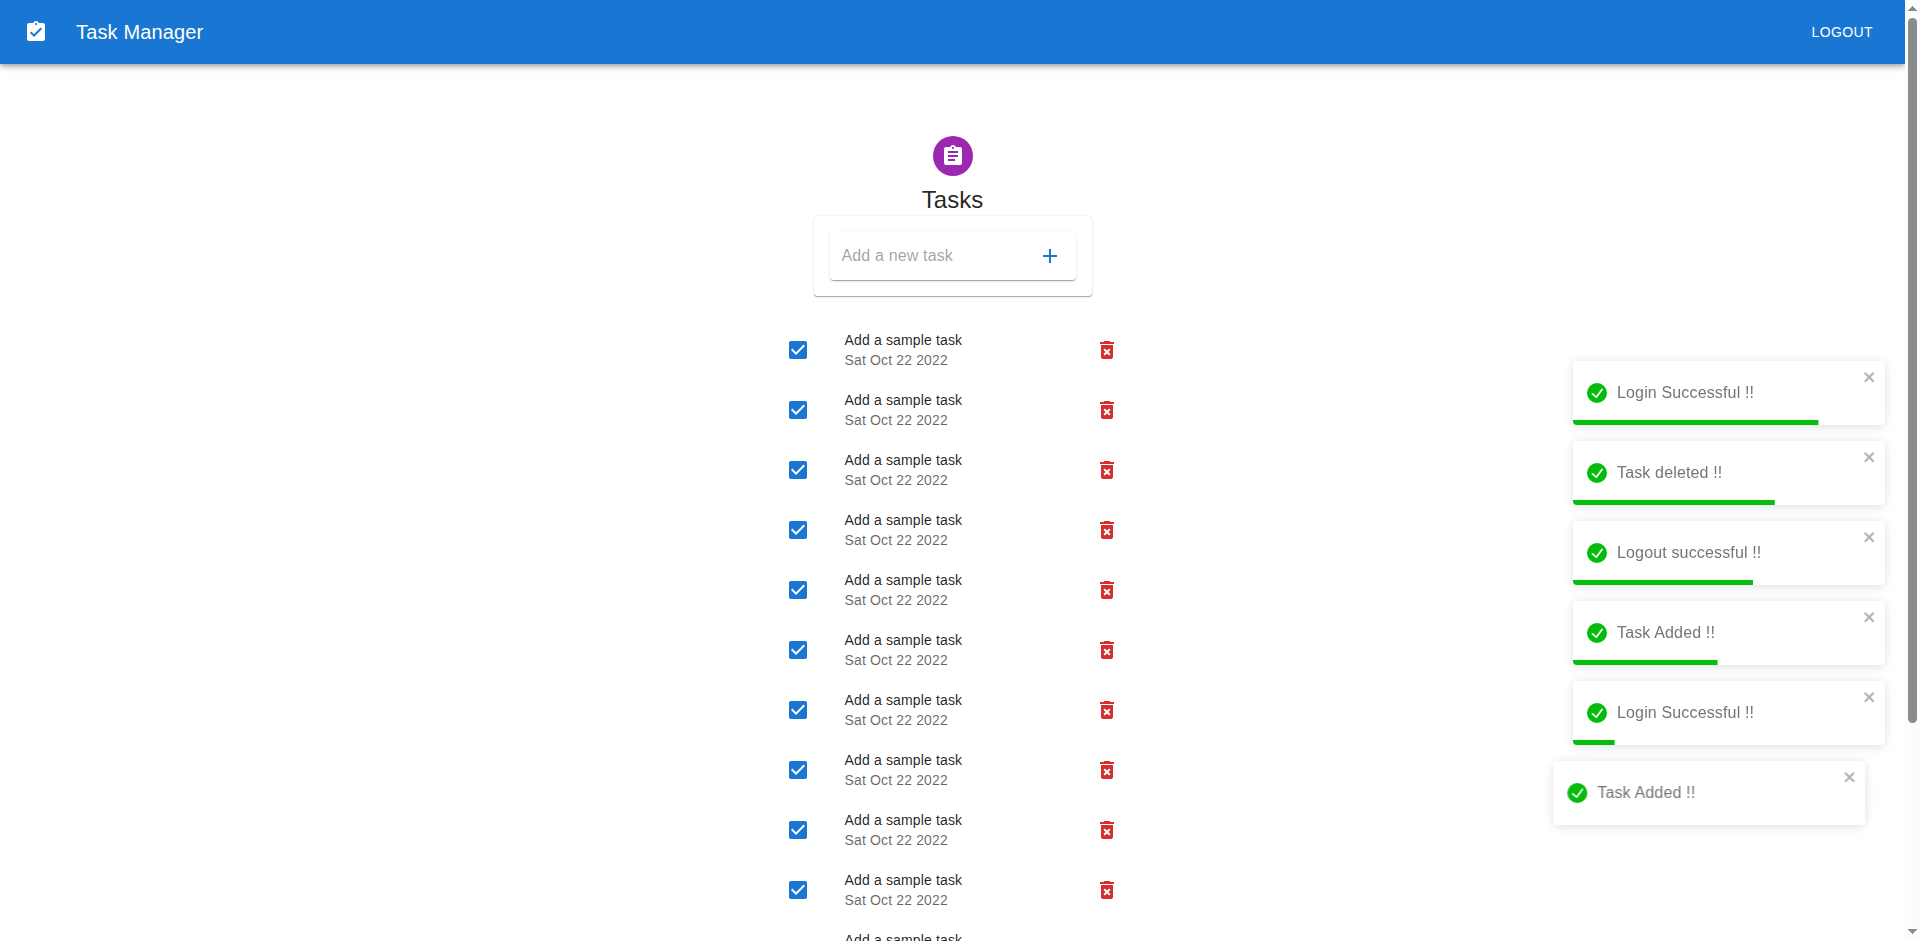 Task Manager
LOGOUT
Tasks
Add a new task
Add a sample task
Sat Oct 22 2022
Add a sample task
Sat Oct 22 2022
Add a sample task
Sat Oct 22 2022
Add a sample task
Sat Oct 22 2022
Add a sample task
Sat Oct 22 2022
Add a sample task
Sat Oct 22 2022
Add a sample task
Sat Oct 22 2022
Add a sample task
Sat Oct 22 2022
Add a sample task
Sat Oct 22 2022
Add a sample task
Sat Oct 22 2022
Add a sample task
Login Successful !!
Task deleted !!
Logout successful !!
Task Added !!
Login Successful !!
Task Added !!